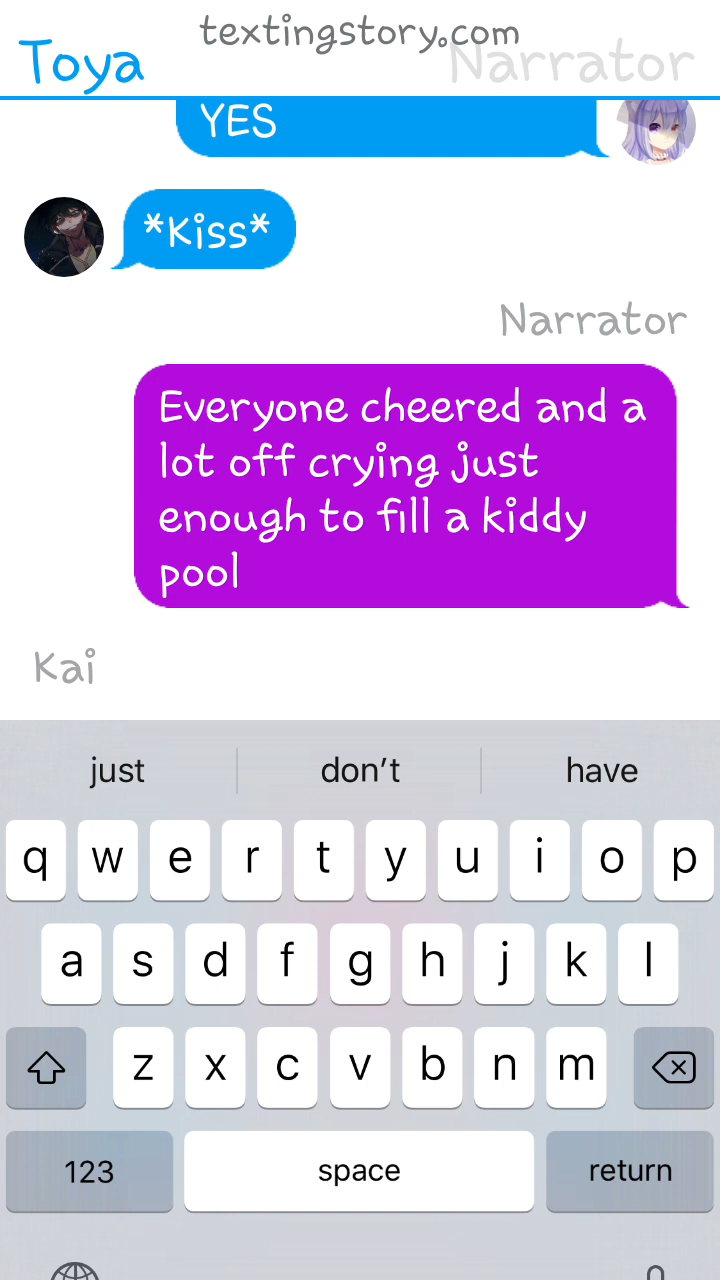 textingstory.com
Toya
Narrator
YES
*Kiss*
Narrator
Everyone cheered and a
lot off crying just
enough to fill a kiddy
pool
Kai
just don't have
q w e r t y u i o p
a s d f g h j k l
z x c v b n m
123 space return